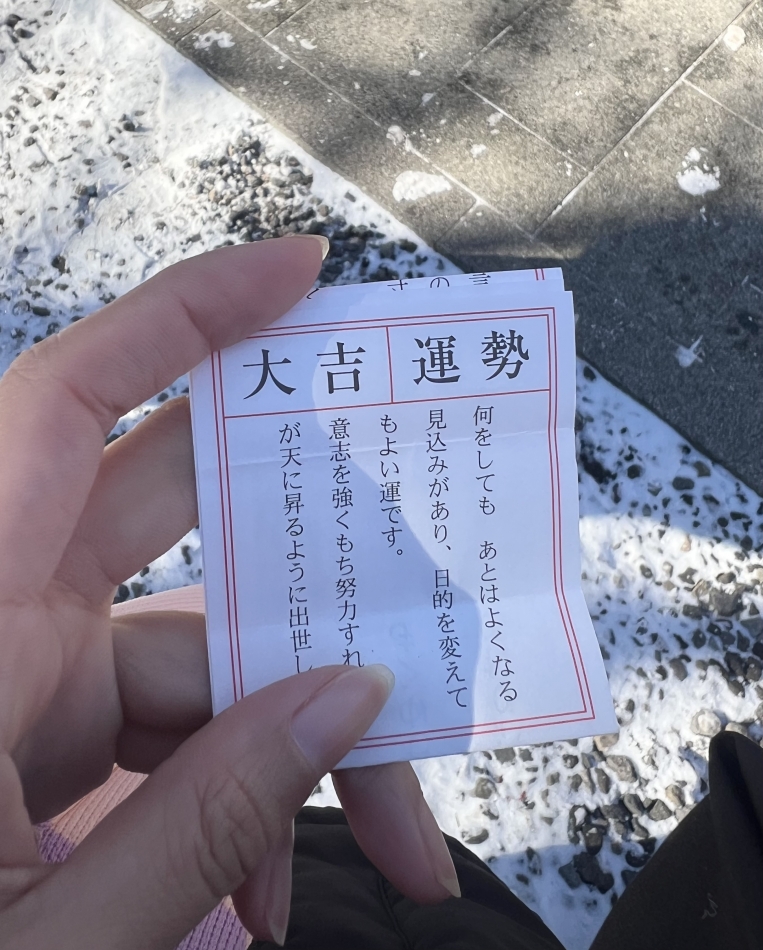 運勢
大吉
何をしても　あとはよくなる
見込みがあり、目的を変えて
もよい運です。
意志を強くもち努力すれ
が天に昇るように出世し